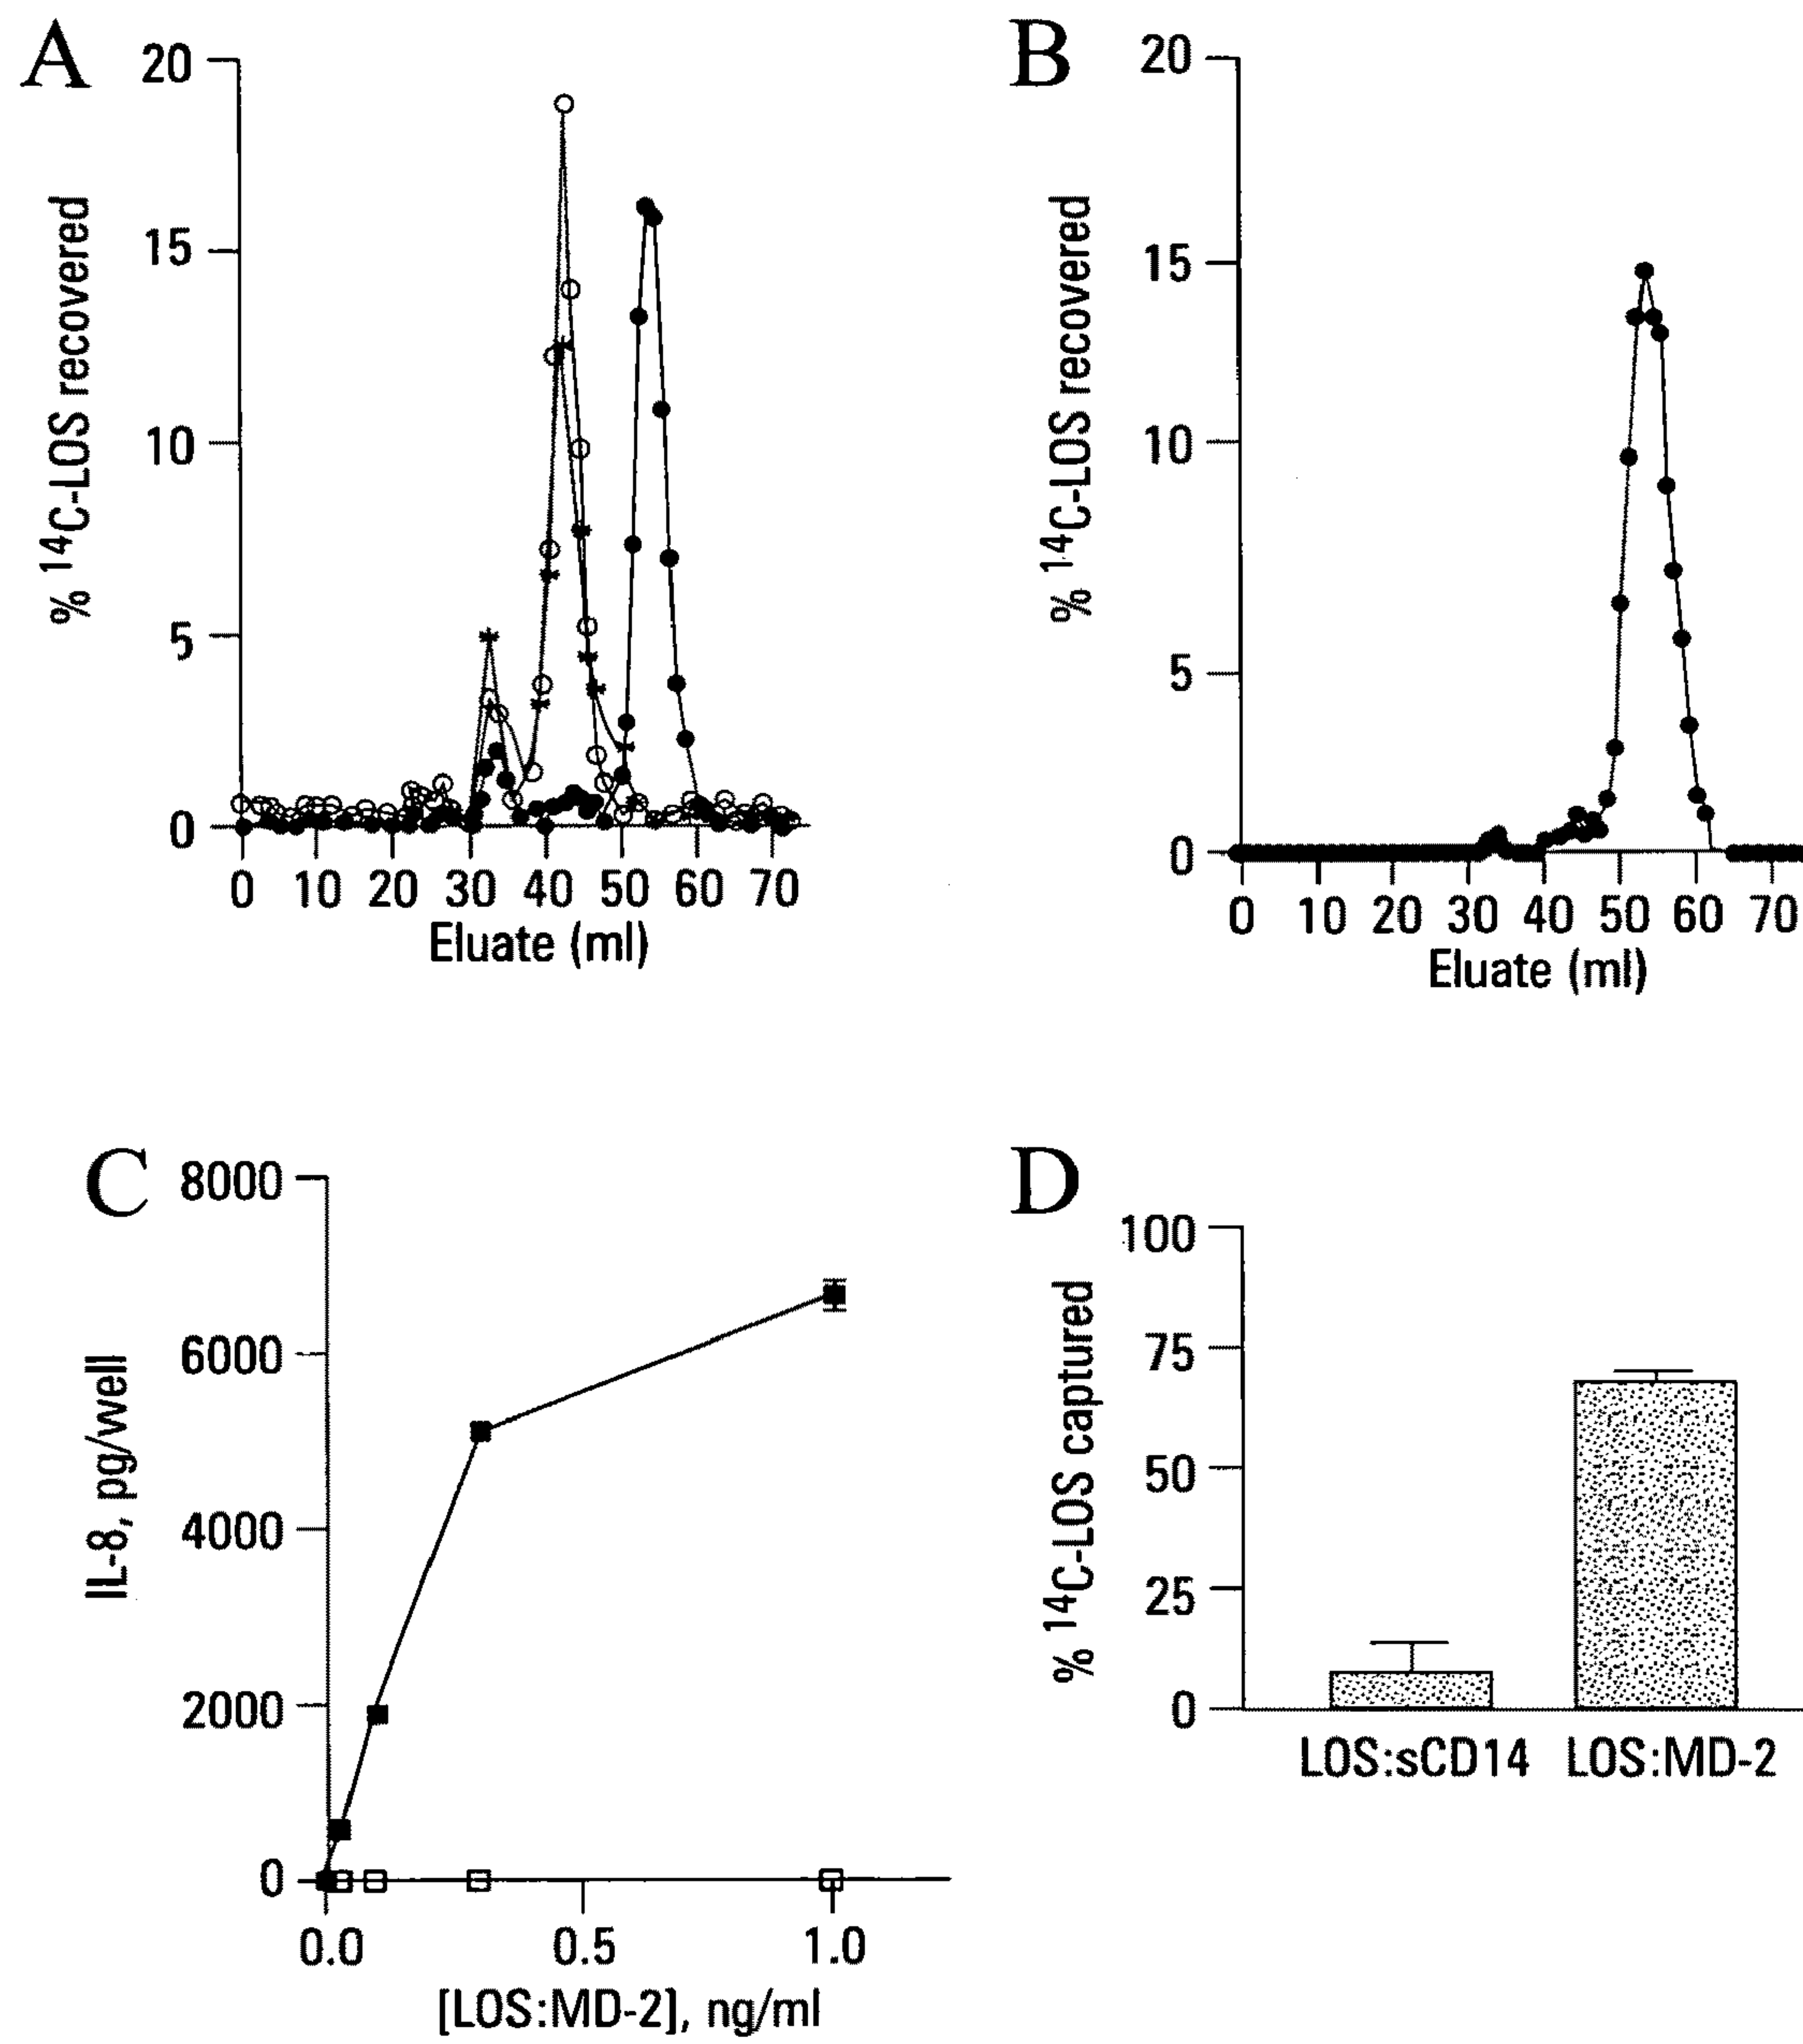 A
20
15
10
5
0
% 14C-LOS recovered
0 10 20 30 40 50 60 70
Eluate (ml)
B
20
15
10
5
0
% 14C-LOS recovered
0 10 20 30 40 50 60 70
Eluate (ml)
C
8000
6000
4000
2000
0
IL-8, pg/well
0.0 0.5 1.0
[LOS:MD-2], ng/ml
D
100
75
50
25
0
% 14C-LOS captured
LOS:sCD14 LOS:MD-2